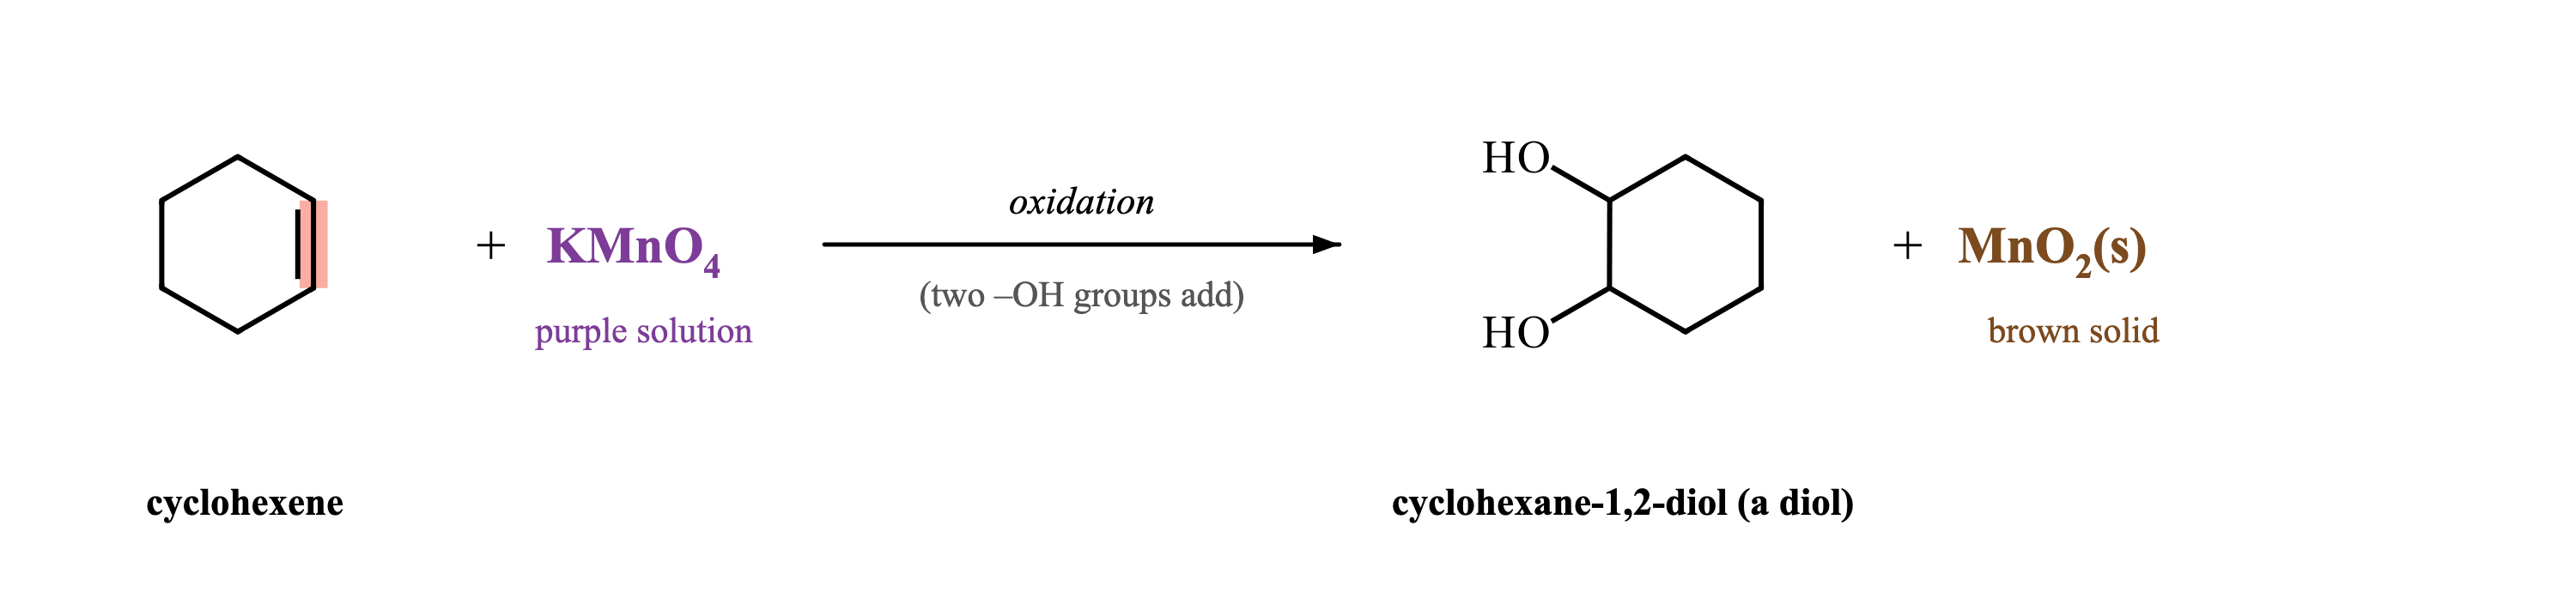 HO
oxidation
+ KMnO₄ + MnO₂(s)
(two –OH groups add)
purple solution
HO
brown solid
cyclohexene
cyclohexane-1,2-diol (a diol)